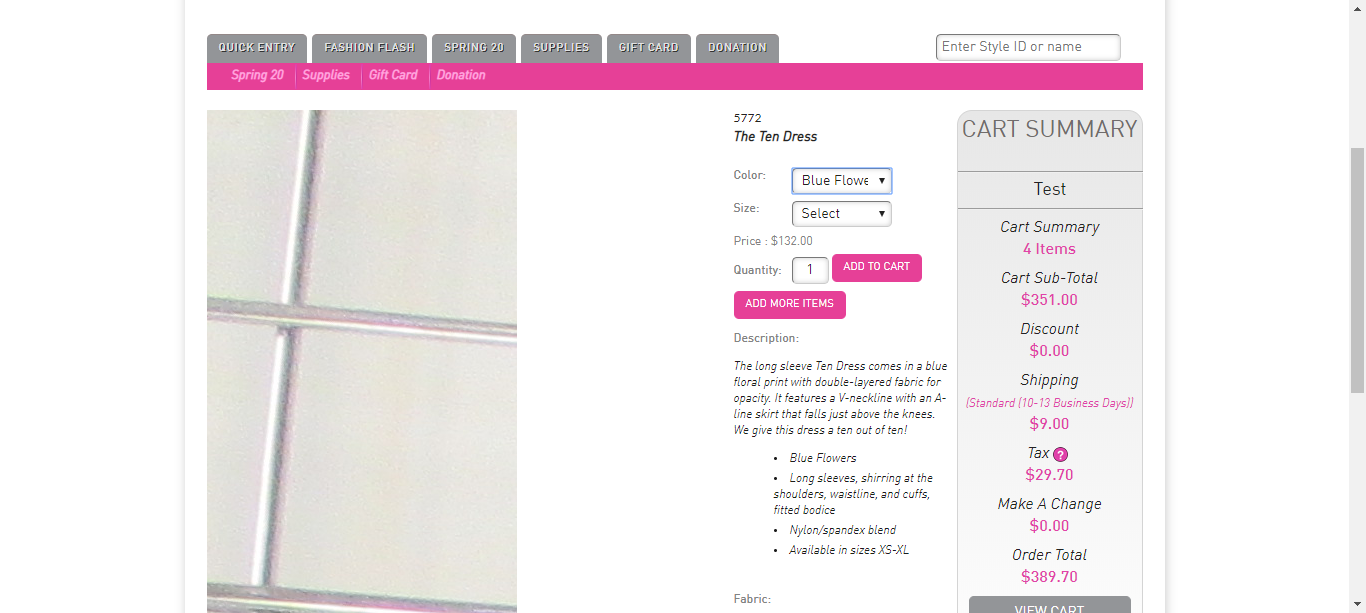 QUICK ENTRY
FASHION FLASH
SPRING 20
SUPPLIES
GIFT CARD
DONATION
Enter Style ID or name
Spring 20
Supplies
Gift Card
Donation
5772
The Ten Dress
Color:
Blue Flowe
Size:
Select
Price : $132.00
Quantity:
1
ADD TO CART
ADD MORE ITEMS
Description:
The long sleeve Ten Dress comes in a blue
floral print with double-layered fabric for
opacity. It features a V-neckline with an A-
line skirt that falls just above the knees.
We give this dress a ten out of ten!
• Blue Flowers
• Long sleeves, shirring at the
shoulders, waistline, and cuffs,
fitted bodice
• Nylon/spandex blend
• Available in sizes XS-XL
Fabric:
CART SUMMARY
Test
Cart Summary
4 Items
Cart Sub-Total
$351.00
Discount
$0.00
Shipping
(Standard (10-13 Business Days))
$9.00
Tax ?
$29.70
Make A Change
$0.00
Order Total
$389.70
VIEW CART